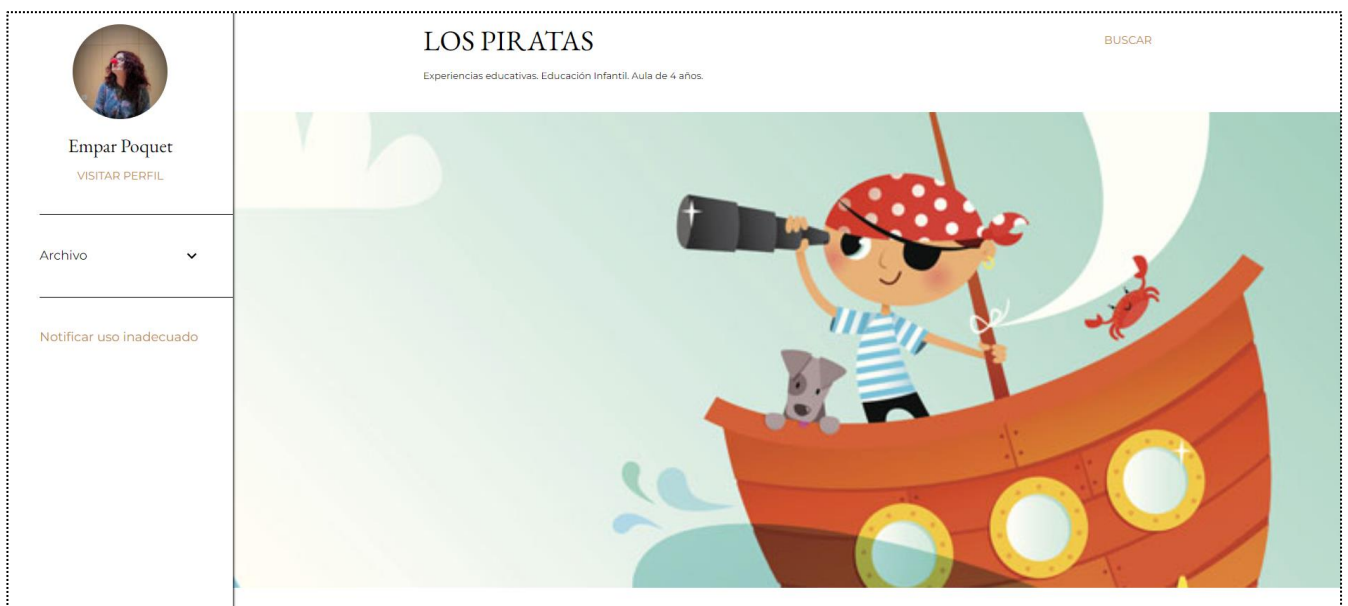 Empar Poquet
VISITAR PERFIL
Archivo
Notificar uso inadecuado
LOS PIRATAS
BUSCAR
Experiencias educativas. Educación Infantil. Aula de 4 años.